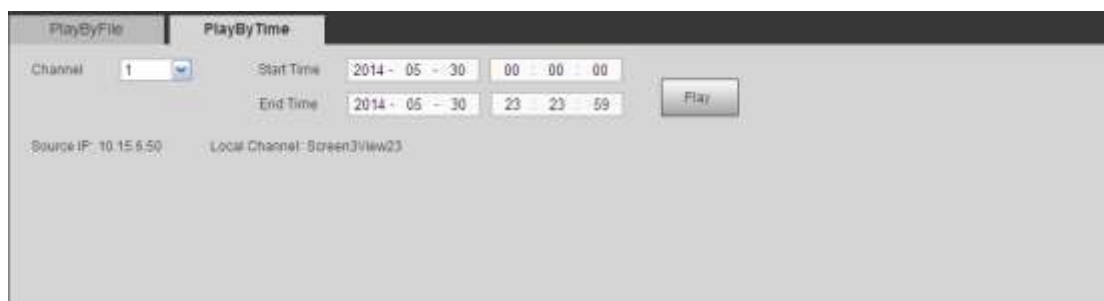 PlayByFile PlayByTime
Channel 1 Start Time 2014 - 05 - 30 00 : 00 : 00
End Time 2014 - 05 - 30 23 : 23 : 59
Play
Source IP: 10.15.6.50 Local Channel: Screen3View23